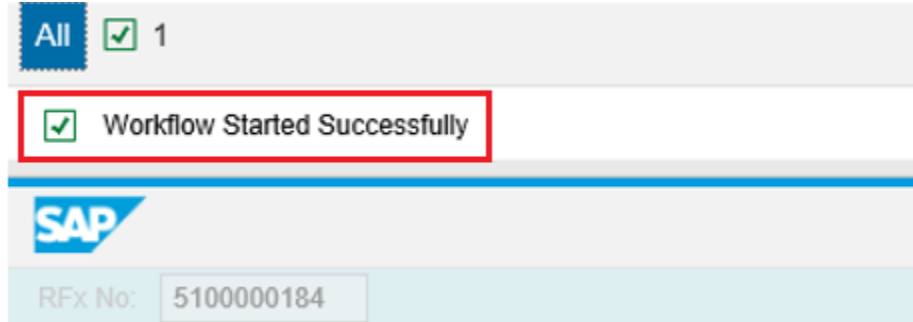 All 1
Workflow Started Successfully
SAP
RFx No: 5100000184